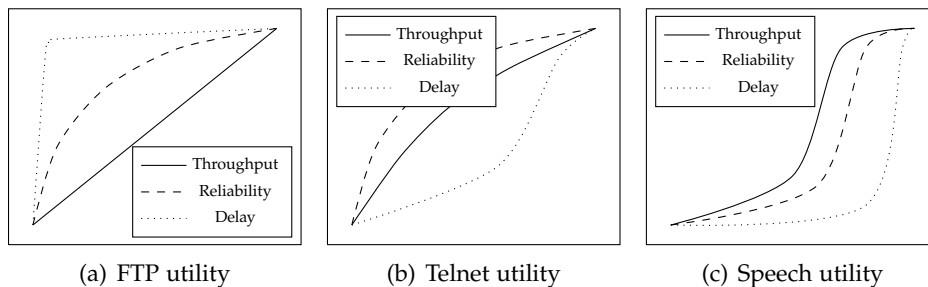 Throughput
Reliability
Delay
(a) FTP utility
Throughput
Reliability
Delay
(b) Telnet utility
Throughput
Reliability
Delay
(c) Speech utility